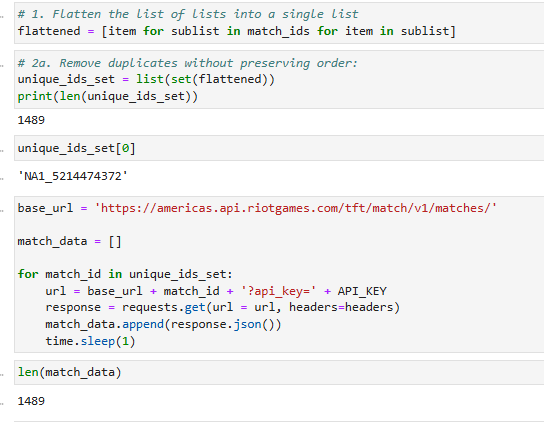 # 1. Flatten the list of lists into a single list
flattened = [item for sublist in match_ids for item in sublist]
# 2a. Remove duplicates without preserving order:
unique_ids_set = list(set(flattened))
print(len(unique_ids_set))
1489
unique_ids_set[0]
'NA1_5214474372'
base_url = 'https://americas.api.riotgames.com/tft/match/v1/matches/'
match_data = []
for match_id in unique_ids_set:
    url = base_url + match_id + '?api_key=' + API_KEY
    response = requests.get(url = url, headers=headers)
    match_data.append(response.json())
    time.sleep(1)
len(match_data)
1489